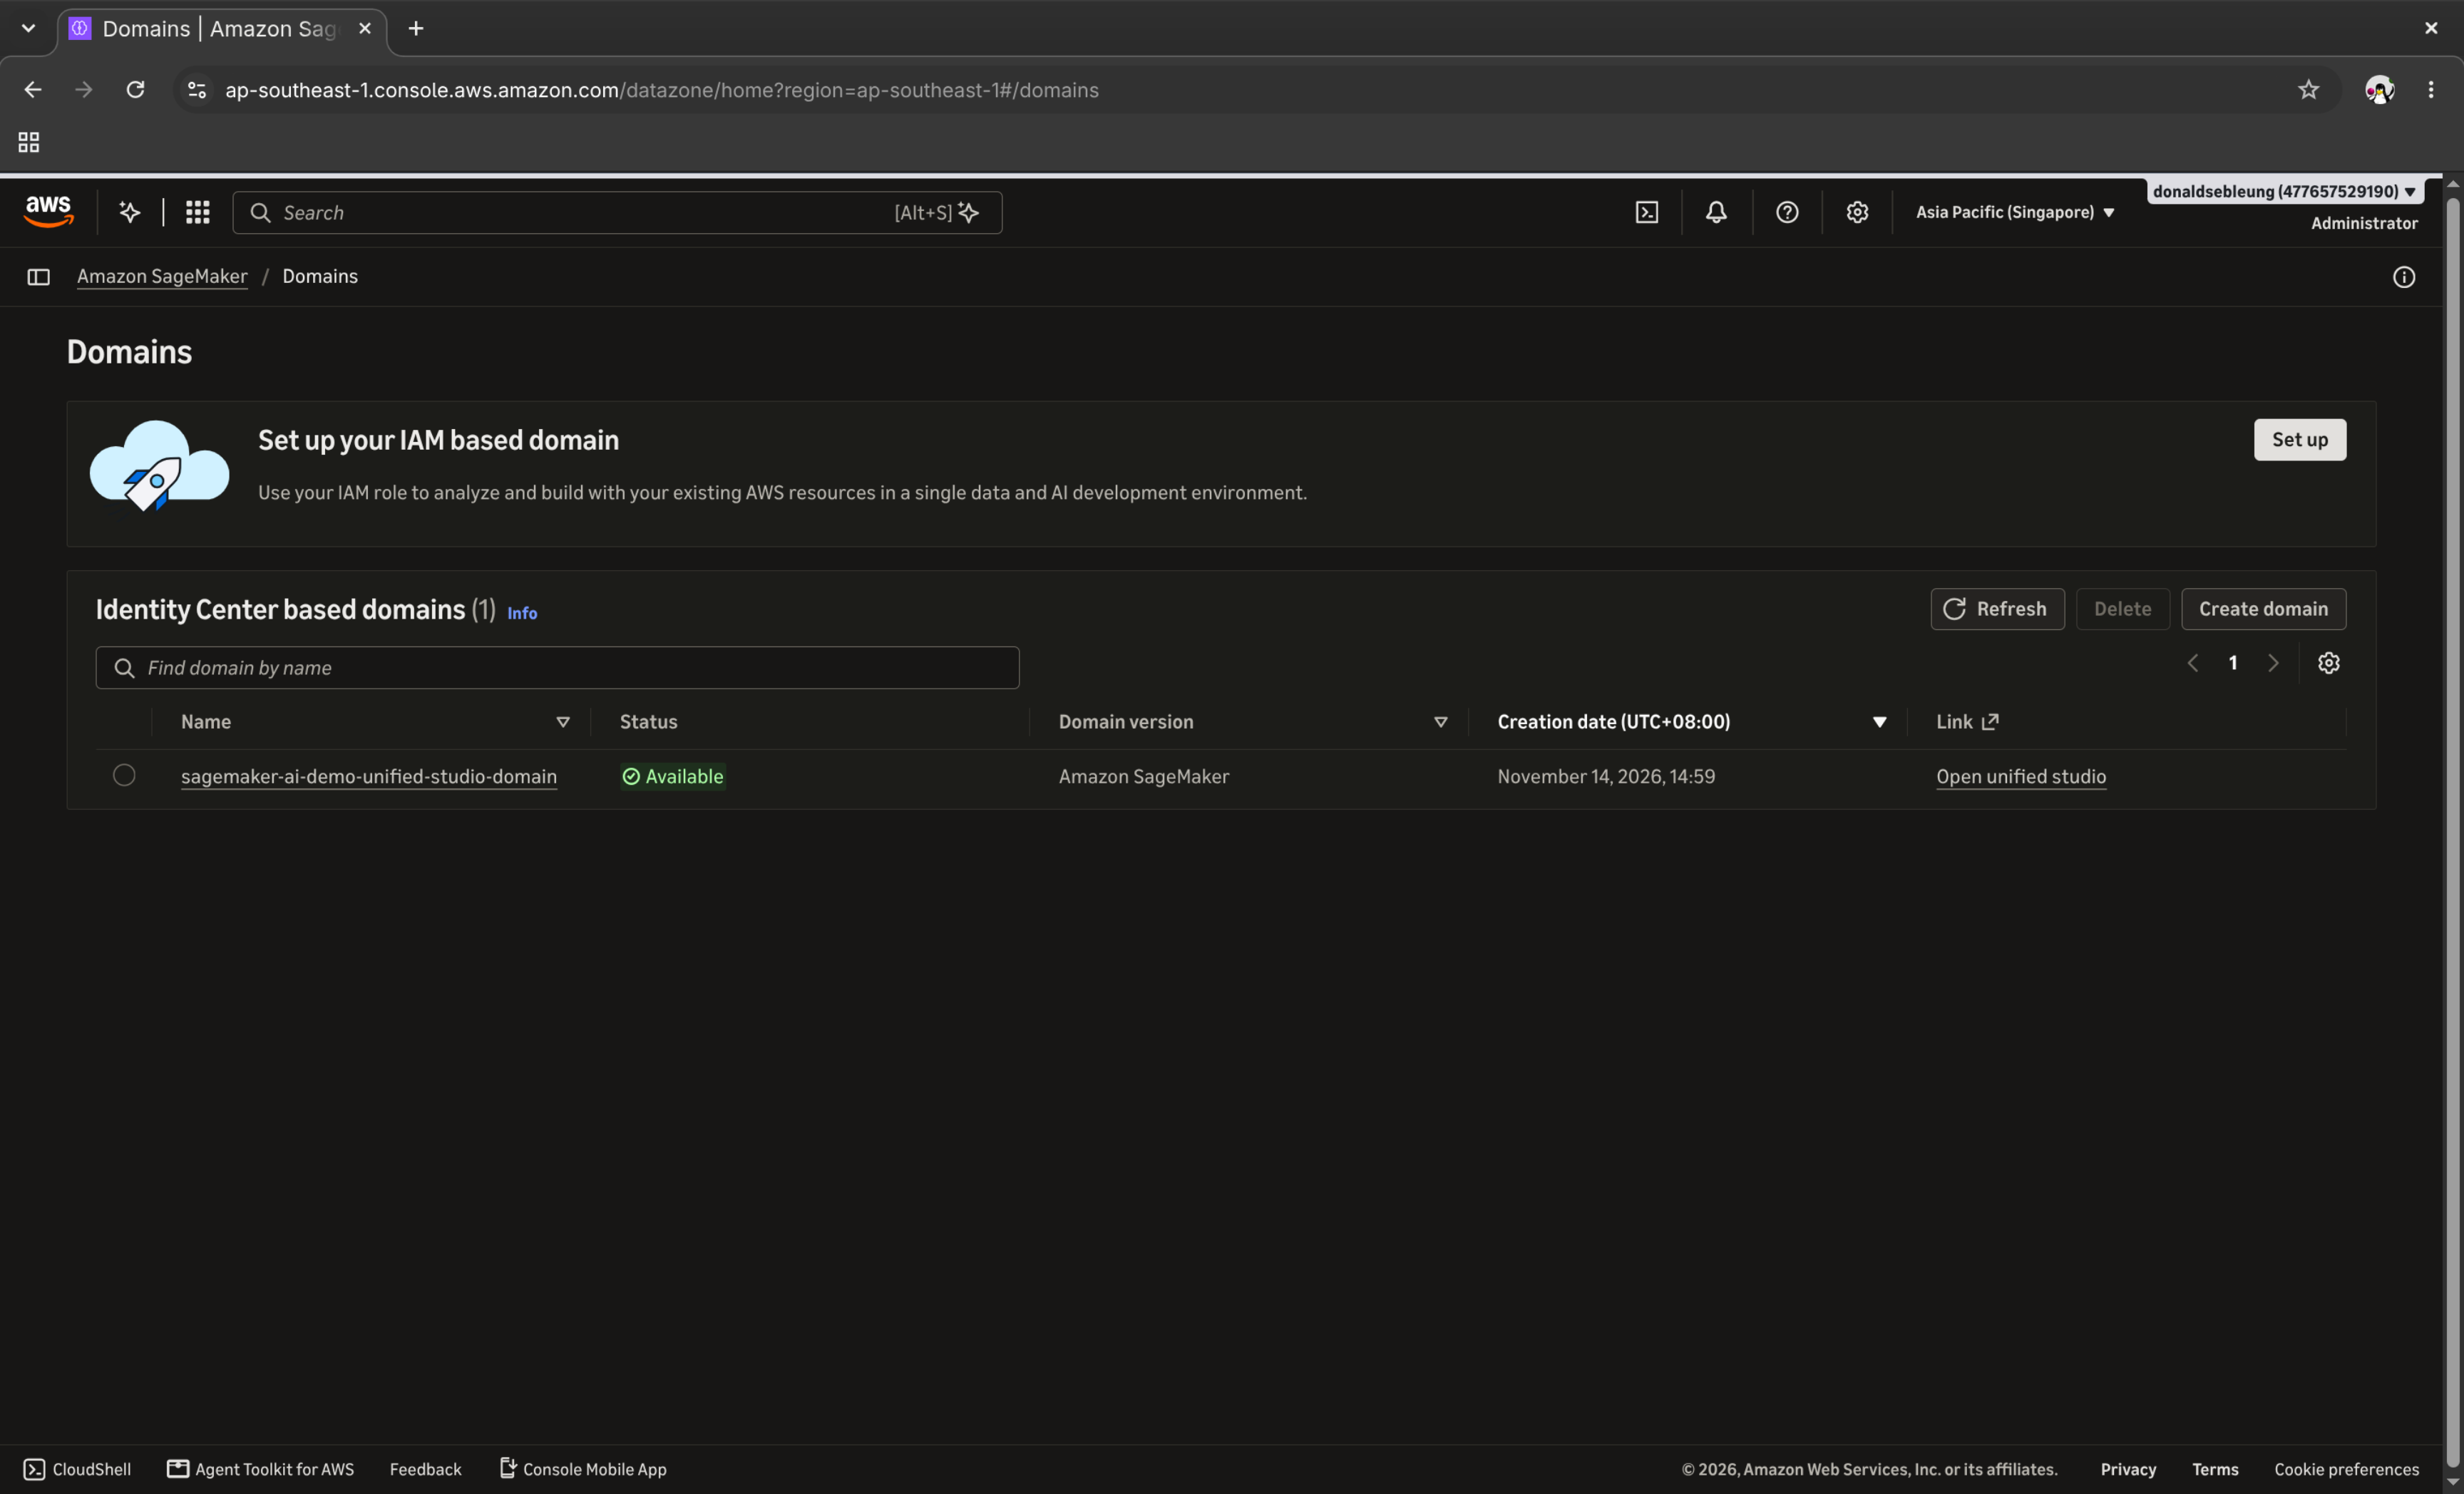 Domains | Amazon Sag
ap-southeast-1.console.aws.amazon.com/datazone/home?region=ap-southeast-1#/domains
aws
Search
[Alt+S]
Asia Pacific (Singapore)
donaldsebleung (477657529190)
Administrator
Amazon SageMaker / Domains
Domains
Set up your IAM based domain
Set up
Use your IAM role to analyze and build with your existing AWS resources in a single data and AI development environment.
Identity Center based domains (1) Info
Refresh
Delete
Create domain
Find domain by name
1
Name
Status
Domain version
Creation date (UTC+08:00)
Link
sagemaker-ai-demo-unified-studio-domain
Available
Amazon SageMaker
November 14, 2026, 14:59
Open unified studio
CloudShell
Agent Toolkit for AWS
Feedback
Console Mobile App
© 2026, Amazon Web Services, Inc. or its affiliates.
Privacy
Terms
Cookie preferences